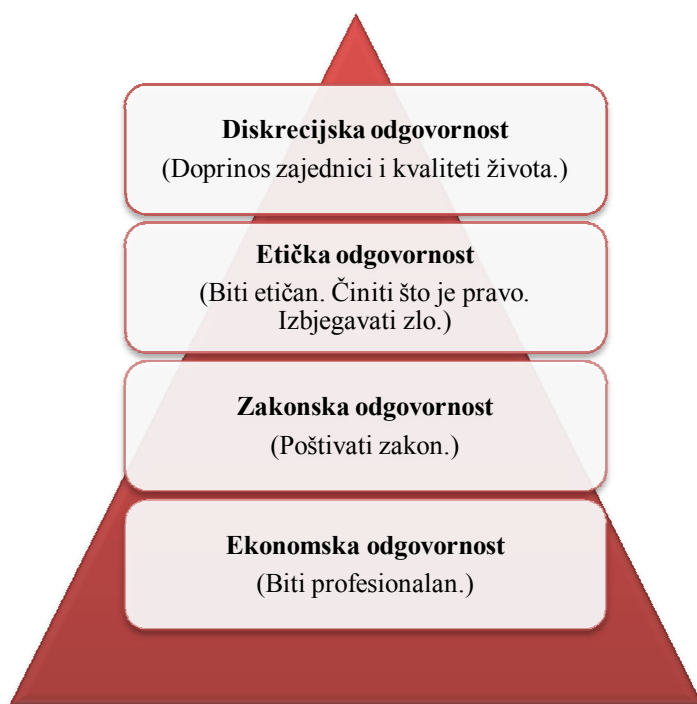 Diskrecijska odgovornost
(Doprinos zajednici i kvaliteti života.)
Etička odgovornost
(Biti etičan. Činiti što je pravo.
Izbjegavati zlo.)
Zakonska odgovornost
(Poštivati zakon.)
Ekonomska odgovornost
(Biti profesionalan.)